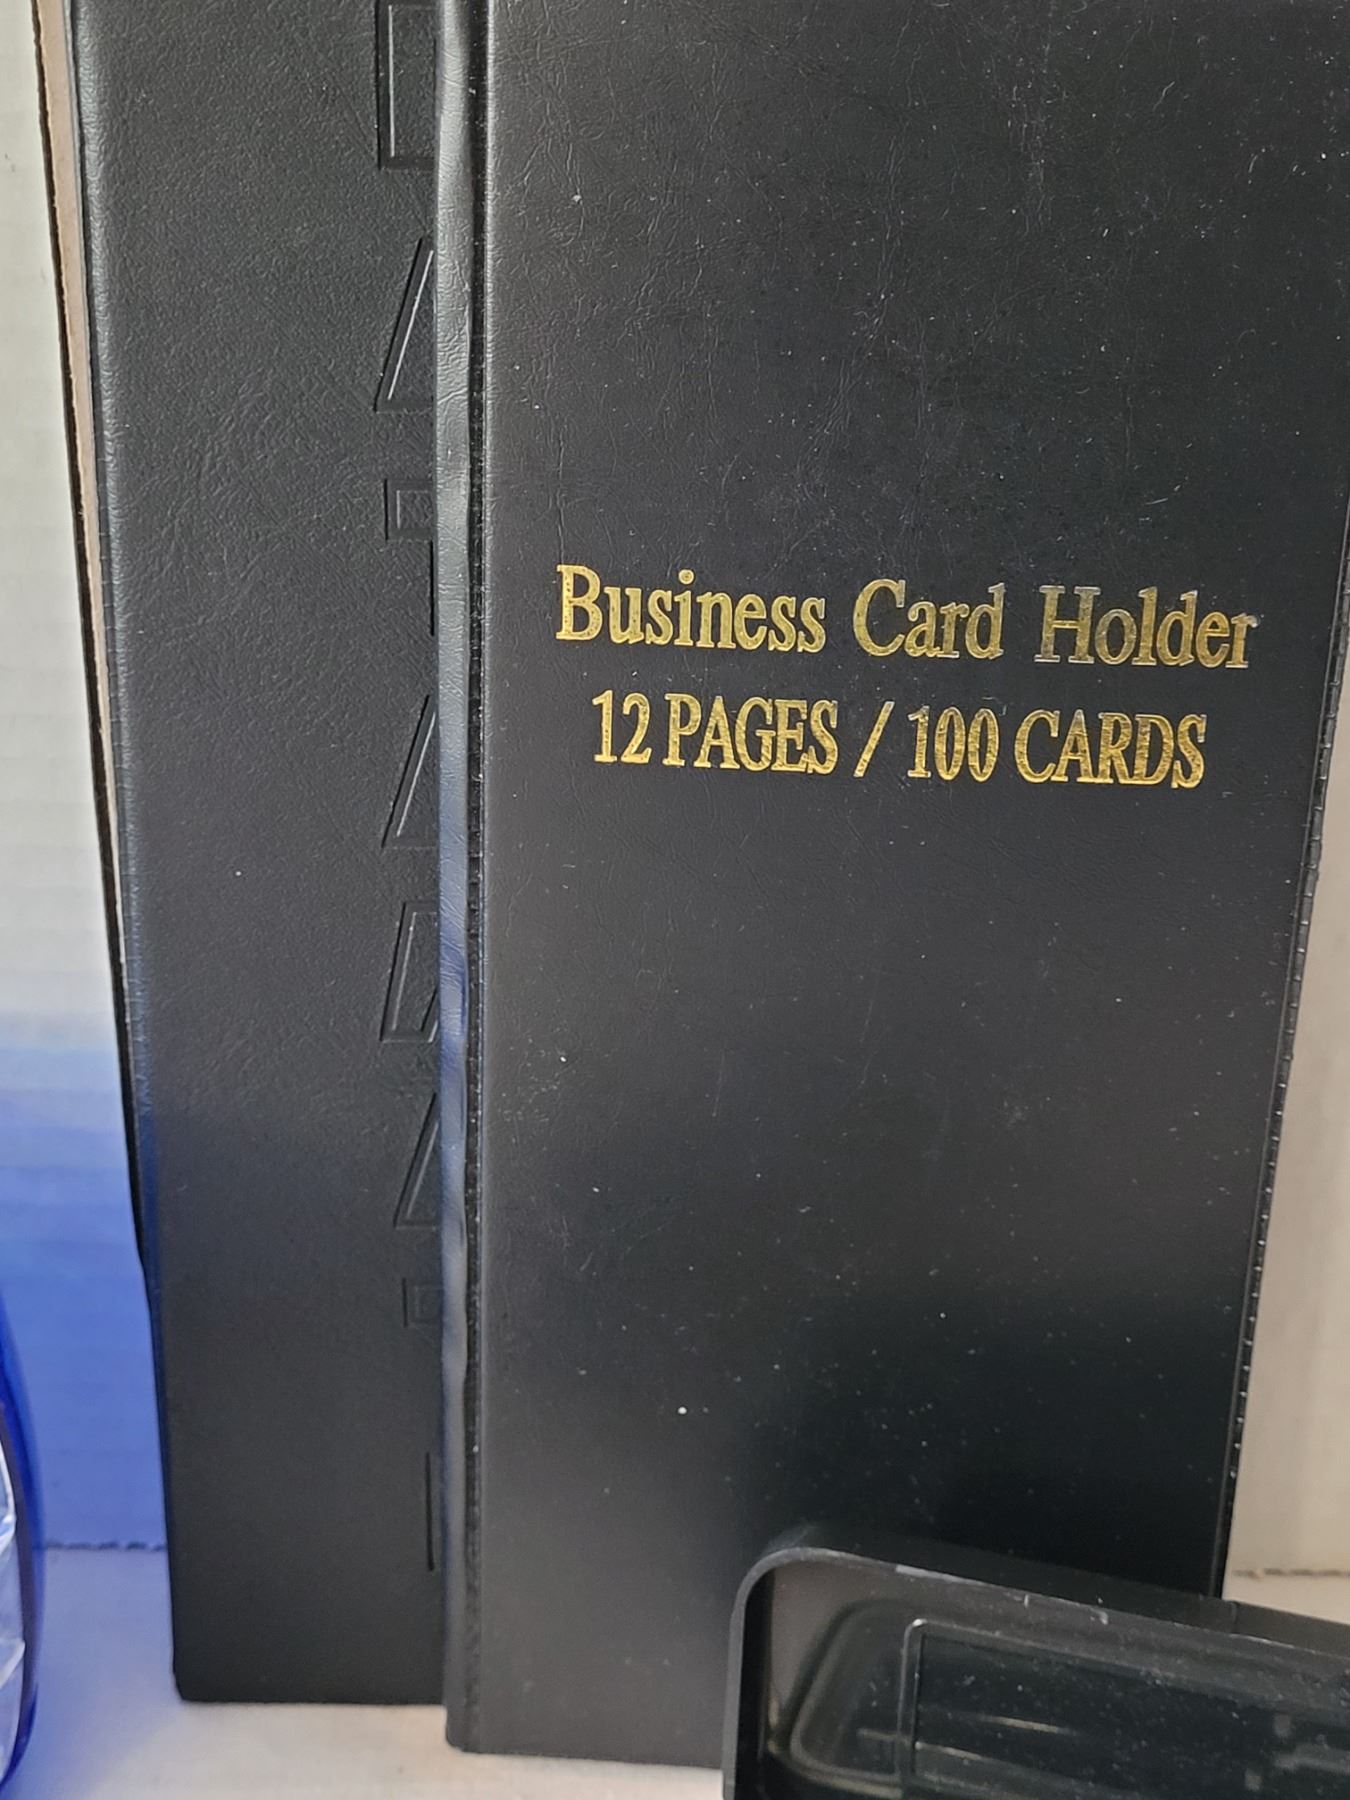 Business Card Holder
12 PAGES / 100 CARDS